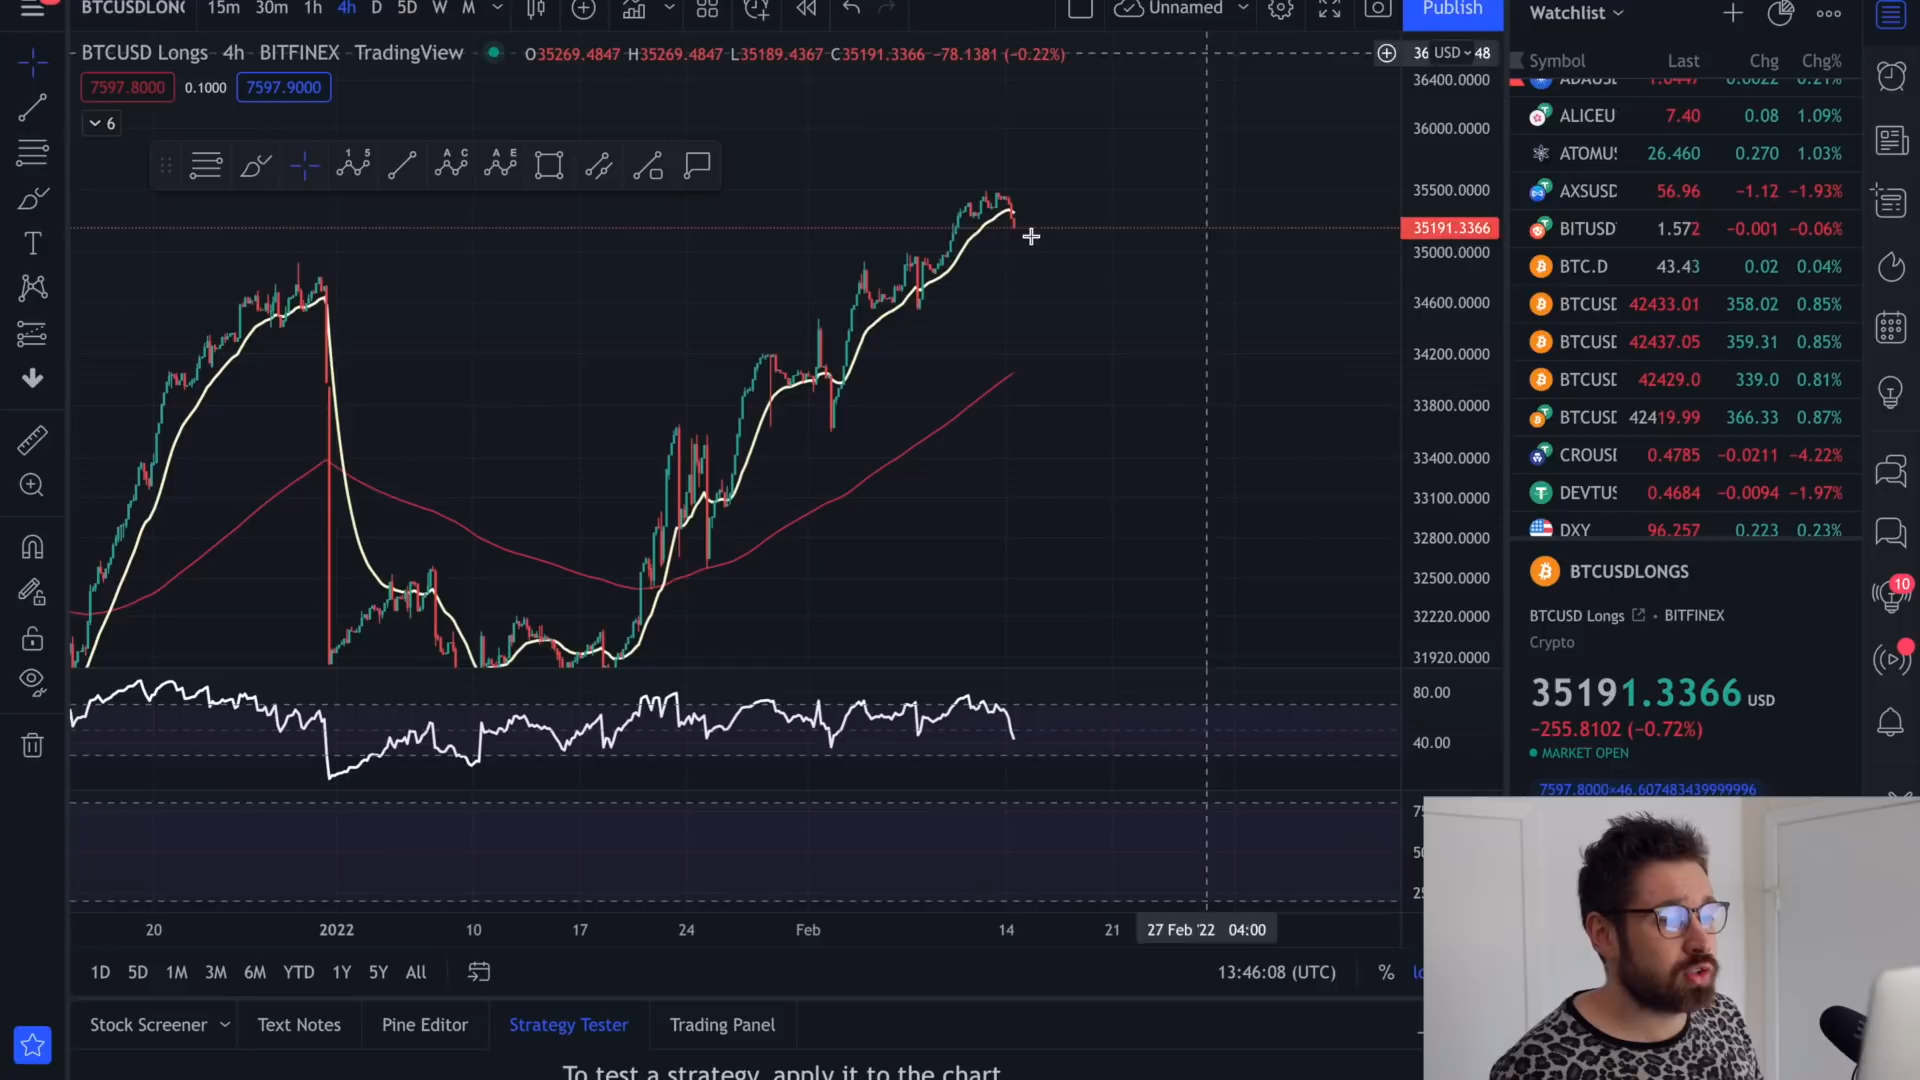 BTCUSDLONG 15m 30m 1h 4h D 5D W M Unnamed Publish
BTCUSD Longs · 4h · BITFINEX · TradingView O35269.4847 H35269.4847 L35189.4367 C35191.3366 −78.1381 (−0.22%)
7597.8000 0.1000 7597.9000
6
1 5
A C
A E
36 USD 48
36400.0000
36000.0000
35500.0000
35191.3366
35000.0000
34600.0000
34200.0000
33800.0000
33400.0000
33100.0000
32800.0000
32500.0000
32220.0000
31920.0000
80.00
40.00
20 2022 10 17 24 Feb 14 21 27 Feb '22 04:00
1D 5D 1M 3M 6M YTD 1Y 5Y All
13:46:08 (UTC) %
Stock Screener Text Notes Pine Editor Strategy Tester Trading Panel
To test a strategy, apply it to the chart
Watchlist
Symbol Last Chg Chg%
ALICEU 7.40 0.08 1.09%
ATOMUS 26.460 0.270 1.03%
AXSUSD 56.96 −1.12 −1.93%
BITUSD 1.572 −0.001 −0.06%
BTC.D 43.43 0.02 0.04%
BTCUSD 42433.01 358.02 0.85%
BTCUSD 42437.05 359.31 0.85%
BTCUSD 42429.0 339.0 0.81%
BTCUSD 42419.99 366.33 0.87%
CROUSD 0.4785 −0.0211 −4.22%
DEVTUS 0.4684 −0.0094 −1.97%
DXY 96.257 0.223 0.23%
BTCUSDLONGS
BTCUSD Longs · BITFINEX
Crypto
35191.3366 USD
−255.8102 (−0.72%)
MARKET OPEN
7597.8000×46.607483439999996
10